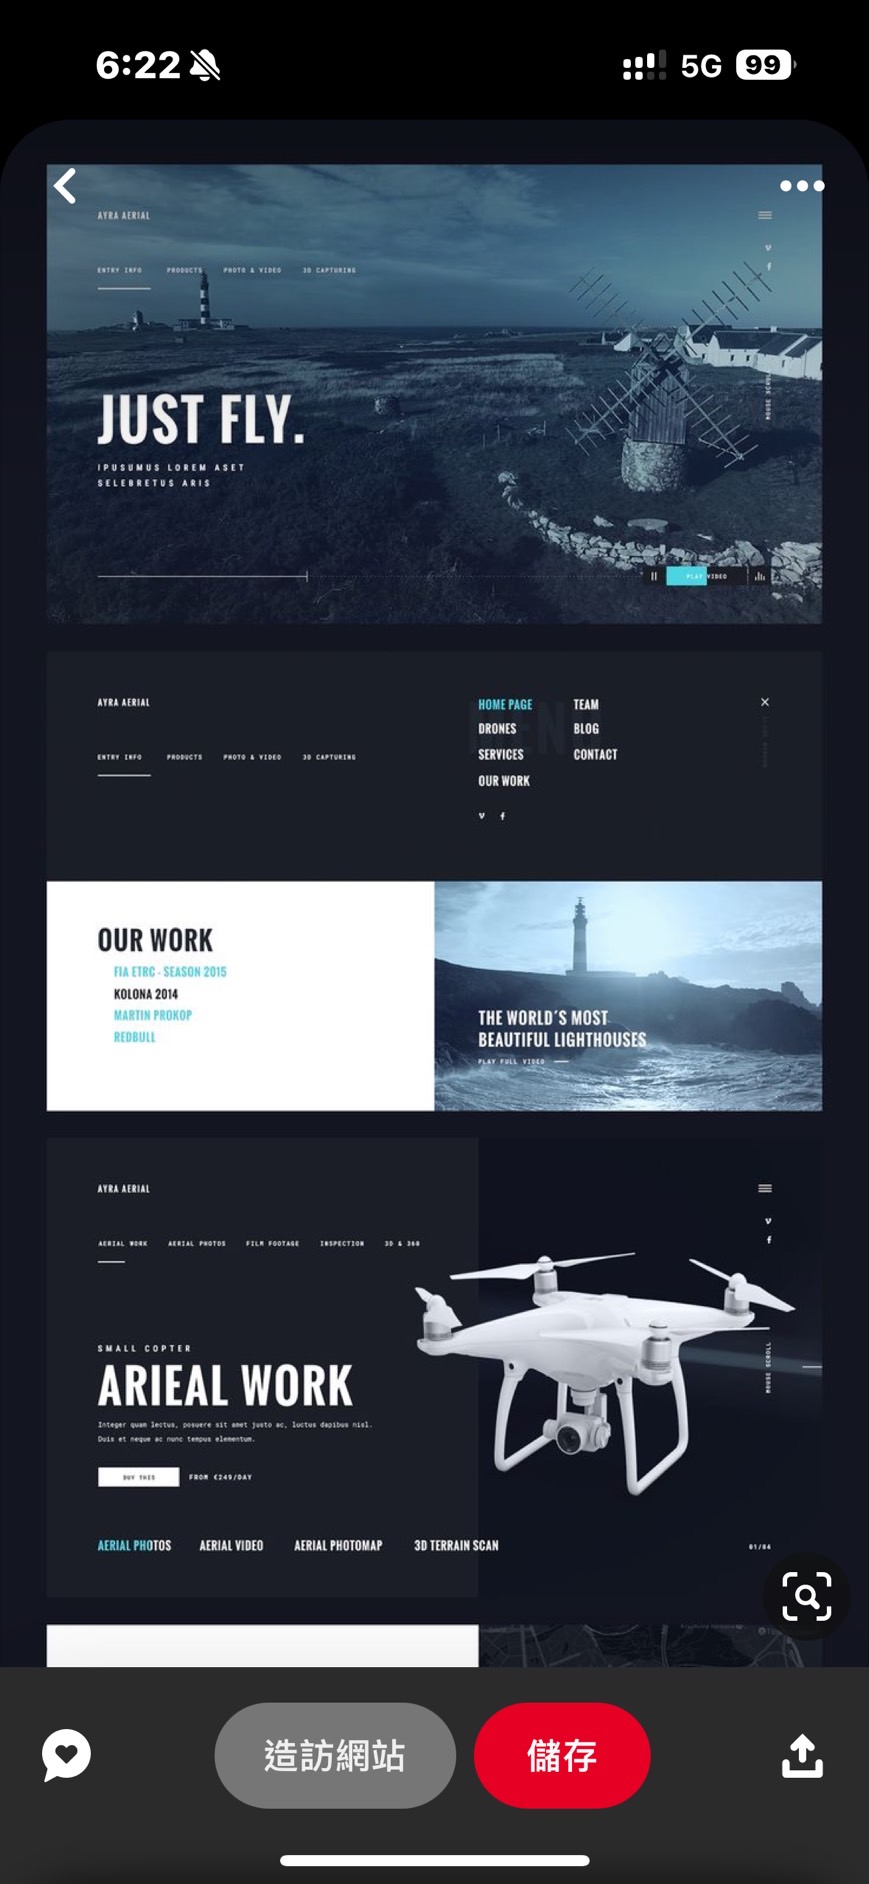 6:22
5G
99
AYRA AERIAL
ENTRY INFO PRODUCTS PHOTO & VIDEO 3D CAPTURING
JUST FLY.
IPUSUMUS LOREM ASET
SELEBRETUS ARIS
MOUSE SCROLL
PLAY VIDEO
AYRA AERIAL
ENTRY INFO PRODUCTS PHOTO & VIDEO 3D CAPTURING
MENU
HOME PAGE TEAM
DRONES BLOG
SERVICES CONTACT
OUR WORK
OUR WORK
FIA ETRC - SEASON 2015
KOLONA 2014
MARTIN PROKOP
REDBULL
THE WORLD´S MOST
BEAUTIFUL LIGHTHOUSES
PLAY FULL VIDEO
AYRA AERIAL
AERIAL WORK AERIAL PHOTOS FILM FOOTAGE INSPECTION 3D & 360
SMALL COPTER
ARIEAL WORK
Integer quam lectus, posuere sit amet justo ac, luctus dapibus nisl.
Duis et neque ac nunc tempus elementum.
BUY THIS FROM €249/DAY
MOUSE SCROLL
AERIAL PHOTOS AERIAL VIDEO AERIAL PHOTOMAP 3D TERRAIN SCAN
01/04
造訪網站
儲存